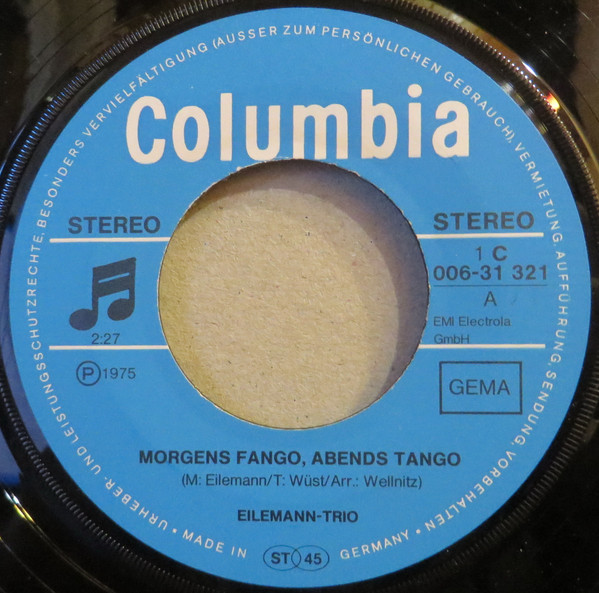 URHEBER- UND LEISTUNGSSCHUTZRECHTE, BESONDERS VERVIELFÄLTIGUNG (AUSSER ZUM PERSÖNLICHEN GEBRAUCH), VERMIETUNG, AUFFÜHRUNG, SENDUNG, VORBEHALTEN •
Columbia
STEREO
STEREO
1 C
006-31 321
A
2:27
EMI Electrola
GmbH
Ⓟ 1975
GEMA
MORGENS FANGO, ABENDS TANGO
(M: Eilemann/T: Wüst/Arr.: Wellnitz)
EILEMANN-TRIO
• MADE IN GERMANY •
ST 45